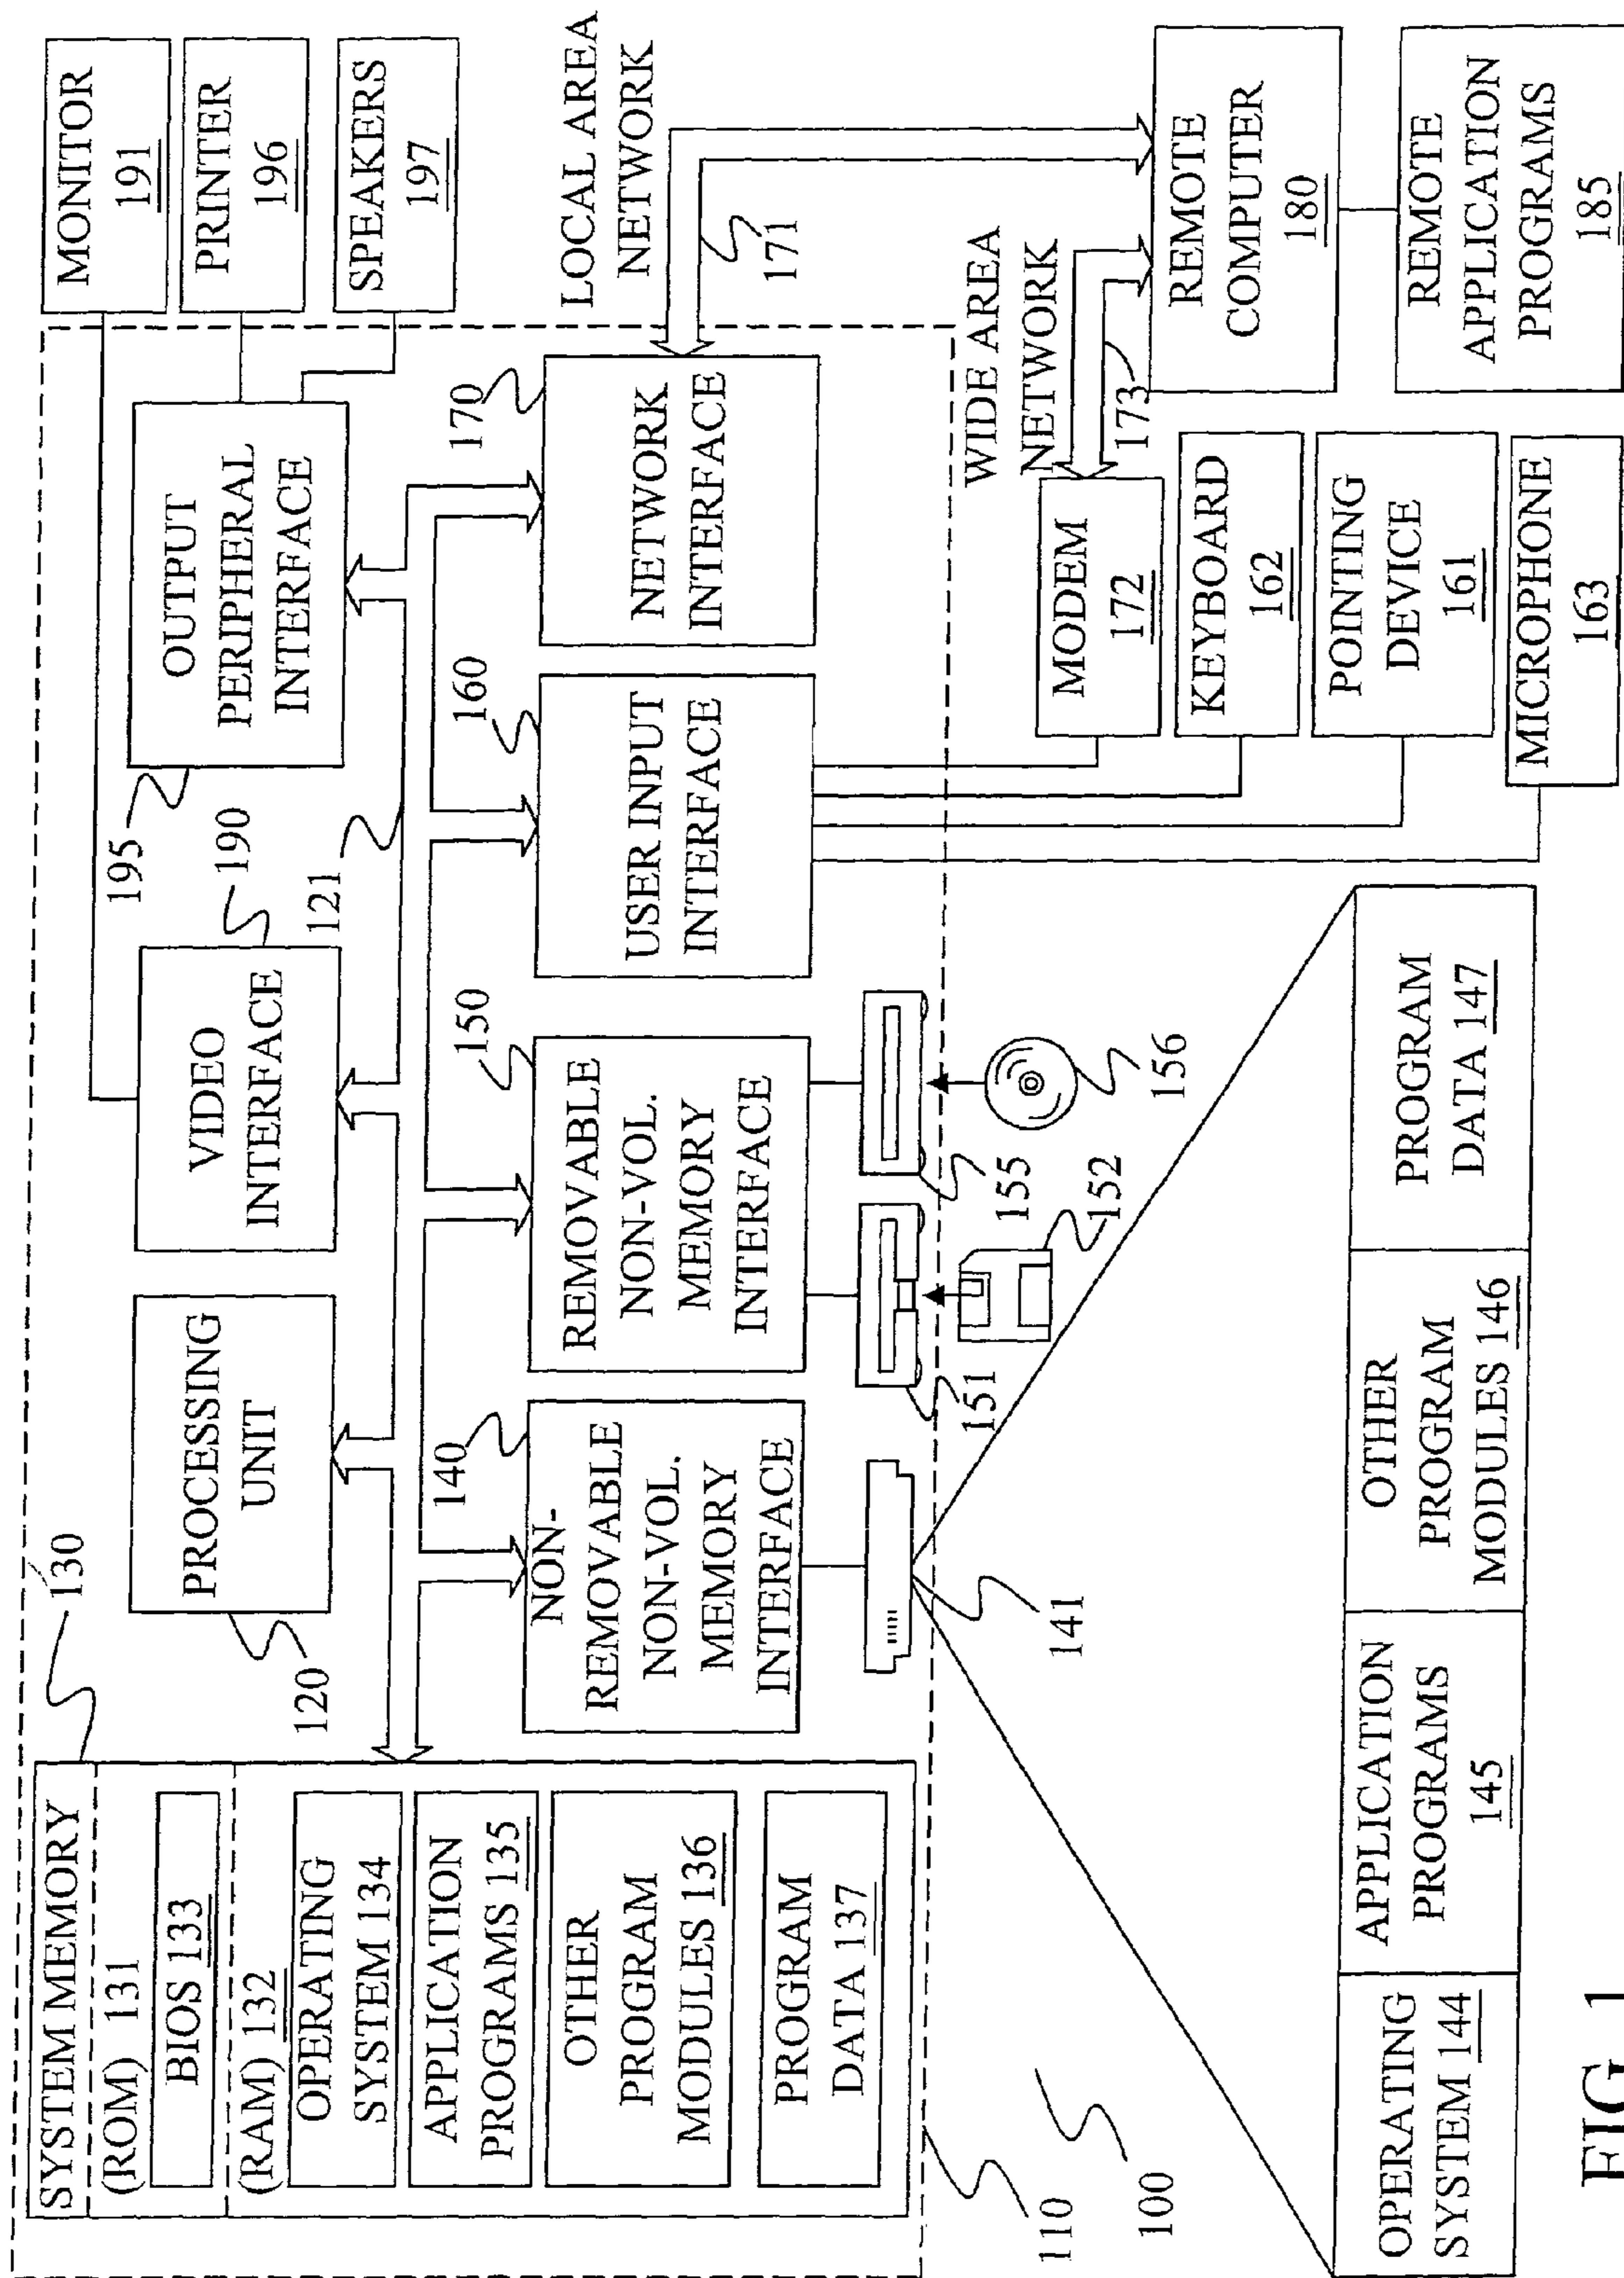 SYSTEM MEMORY
(ROM) 131
BIOS 133
(RAM) 132
OPERATING
SYSTEM 134
APPLICATION
PROGRAMS 135
OTHER
PROGRAM
MODULES 136
PROGRAM
DATA 137
130
PROCESSING
UNIT
120
VIDEO
INTERFACE
190
OUTPUT
PERIPHERAL
INTERFACE
195
121
MONITOR
191
PRINTER
196
SPEAKERS
197
NON-
REMOVABLE
NON-VOL.
MEMORY
INTERFACE
140
REMOVABLE
NON-VOL.
MEMORY
INTERFACE
150
USER INPUT
INTERFACE
160
NETWORK
INTERFACE
170
LOCAL AREA
NETWORK
171
141
151
152
155
156
WIDE AREA
NETWORK
173
MODEM
172
KEYBOARD
162
POINTING
DEVICE
161
MICROPHONE
163
REMOTE
COMPUTER
180
REMOTE
APPLICATION
PROGRAMS
185
110
100
OPERATING
SYSTEM 144
APPLICATION
PROGRAMS
145
OTHER
PROGRAM
MODULES 146
PROGRAM
DATA 147
FIG. 1